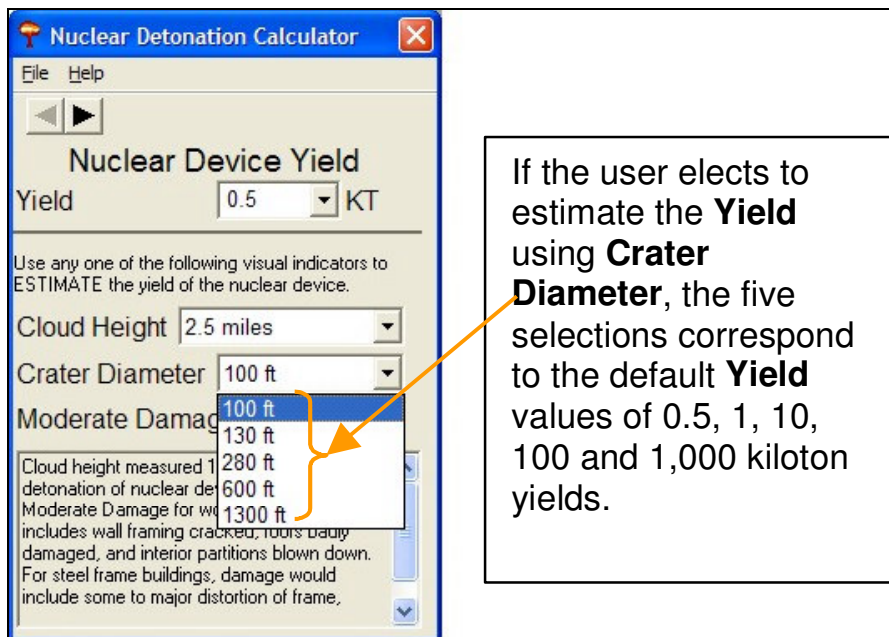 Nuclear Detonation Calculator
File Help
Nuclear Device Yield
Yield 0.5 KT
Use any one of the following visual indicators to
ESTIMATE the yield of the nuclear device.
Cloud Height 2.5 miles
Crater Diameter 100 ft
100 ft
Moderate
130 ft
280 ft
600 ft
1300 ft
Cloud height measured
detonation of nuclear
Moderate Damage for
includes wall framing cracked, badly
damaged, and interior partitions blown down.
For steel frame buildings, damage would
include some to major distortion of frame,
If the user elects to
estimate the Yield
using Crater
Diameter, the five
selections correspond
to the default Yield
values of 0.5, 1, 10,
100 and 1,000 kiloton
yields.